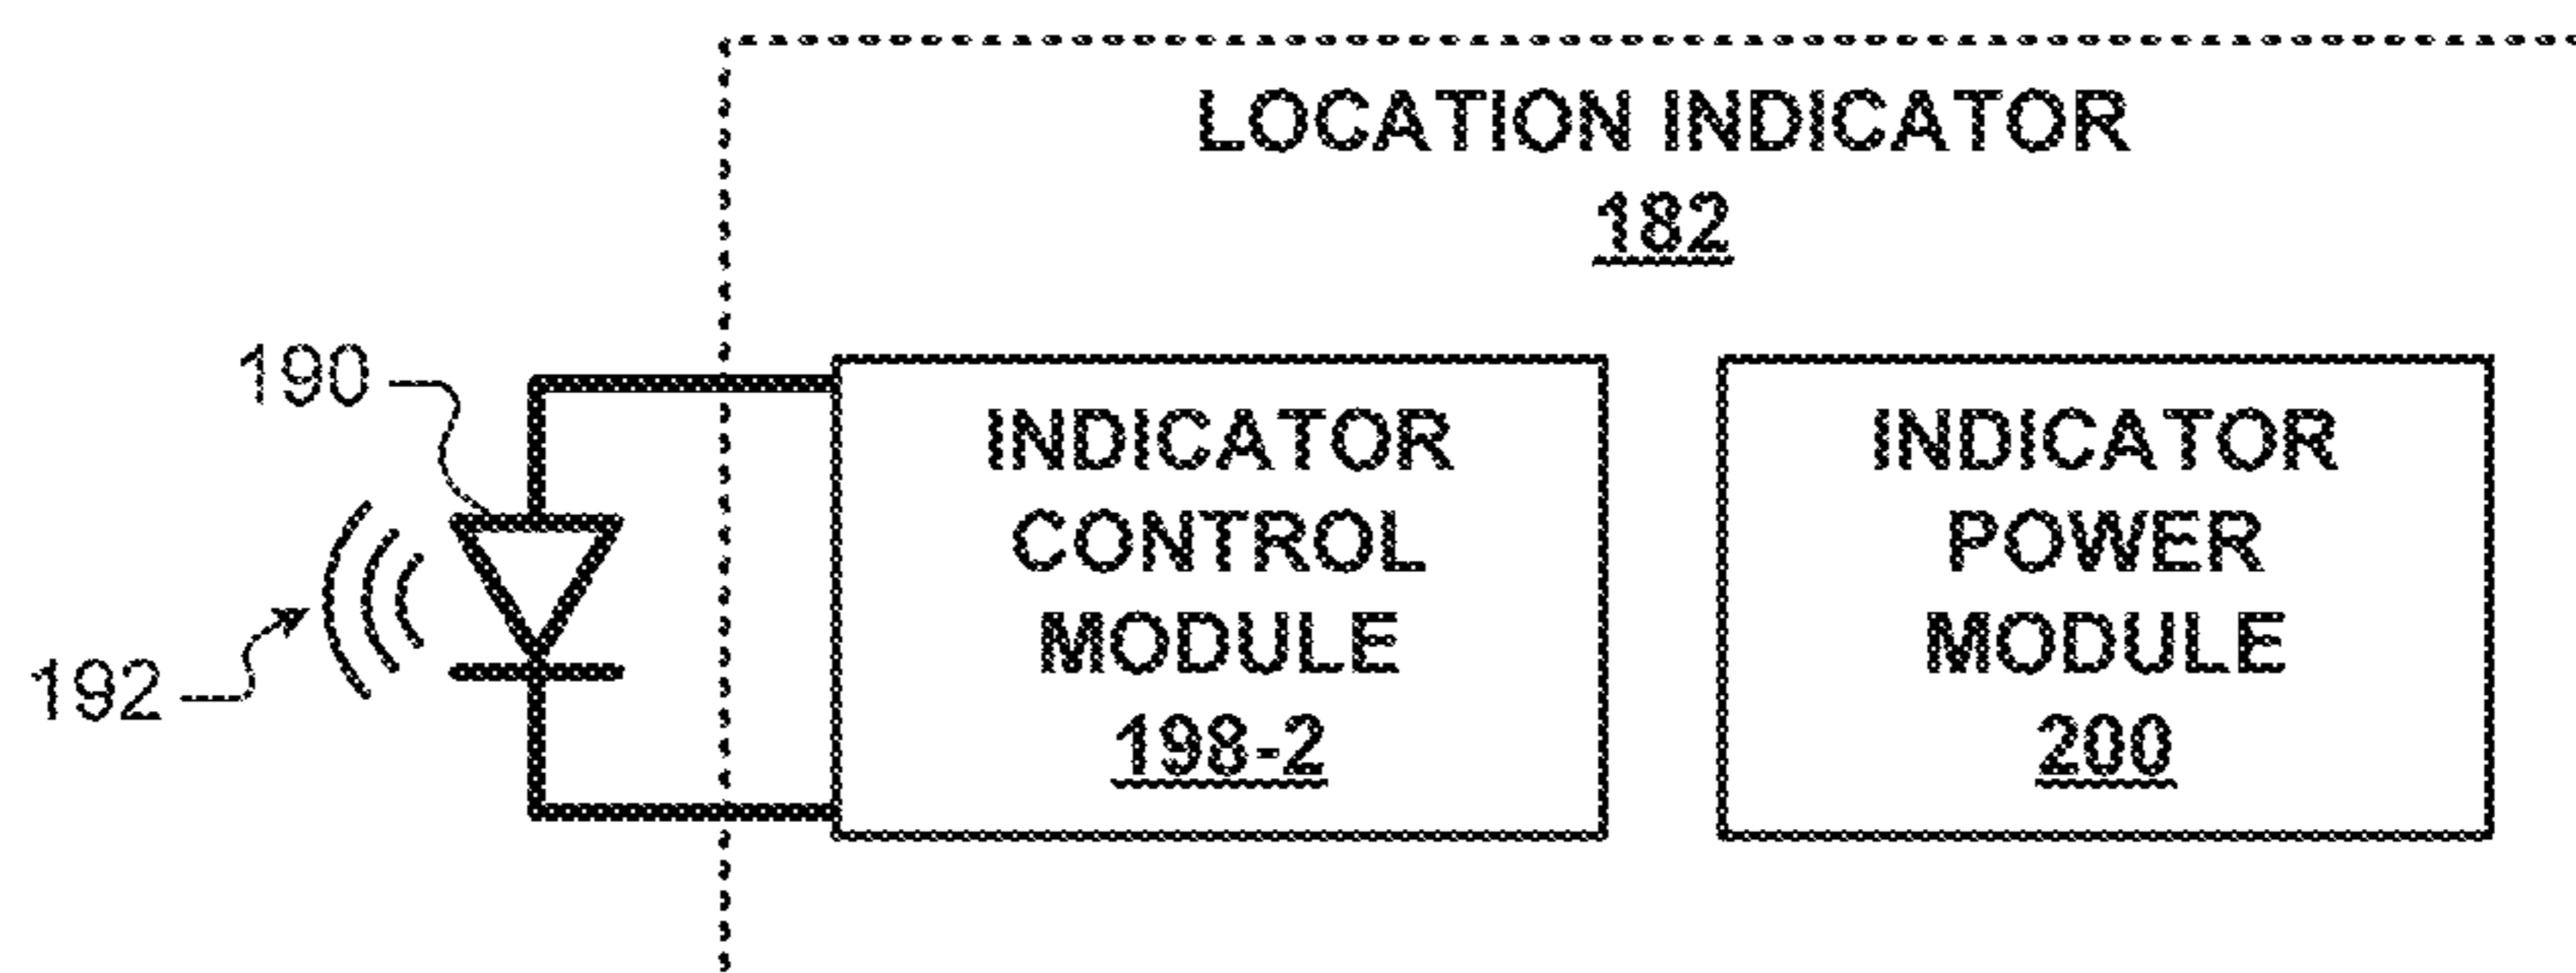 LOCATION INDICATOR
182
190
INDICATOR
CONTROL
MODULE
198-2
INDICATOR
POWER
MODULE
200
192